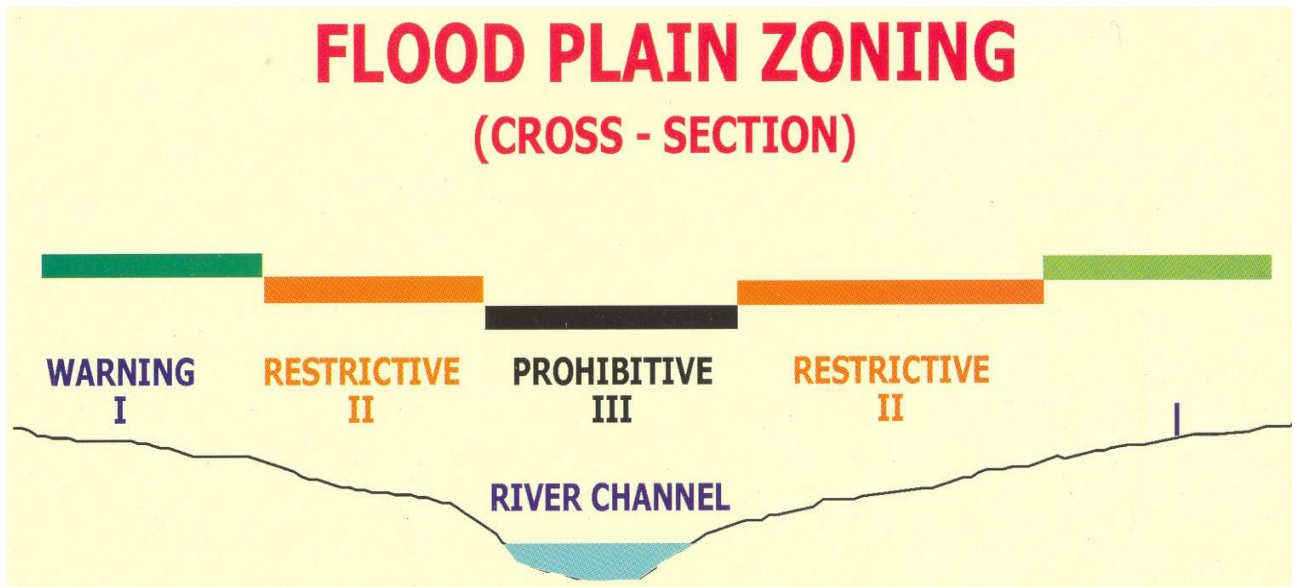 FLOOD PLAIN ZONING
(CROSS - SECTION)
WARNING
I
RESTRICTIVE
II
PROHIBITIVE
III
RESTRICTIVE
II
I
RIVER CHANNEL